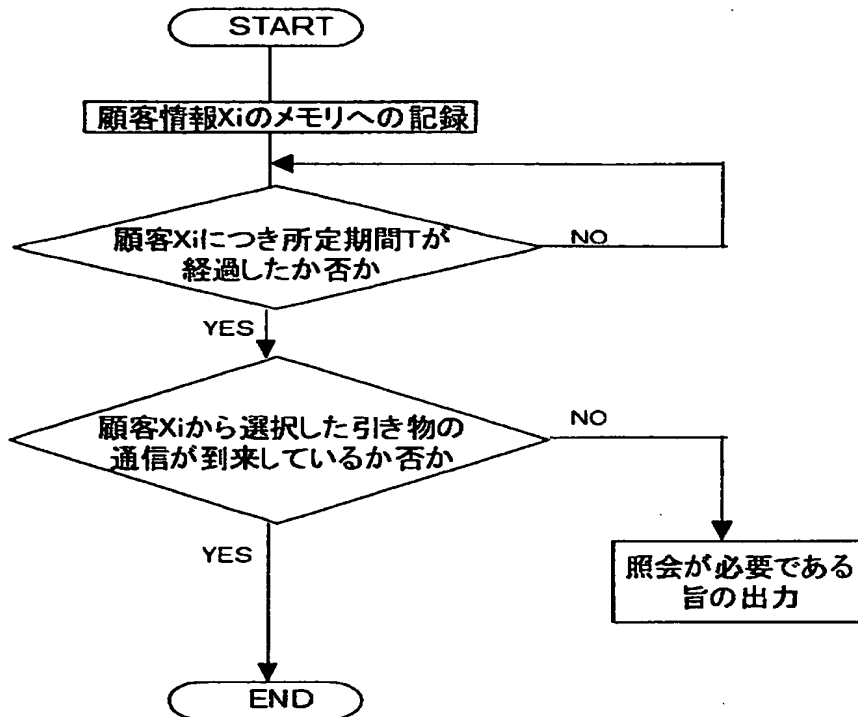 START
顧客情報Xiのメモリへの記録
顧客Xiにつき所定期間Tが
経過したか否か
NO
YES
顧客Xiから選択した引き物の
通信が到来しているか否か
NO
YES
照会が必要である
旨の出力
END